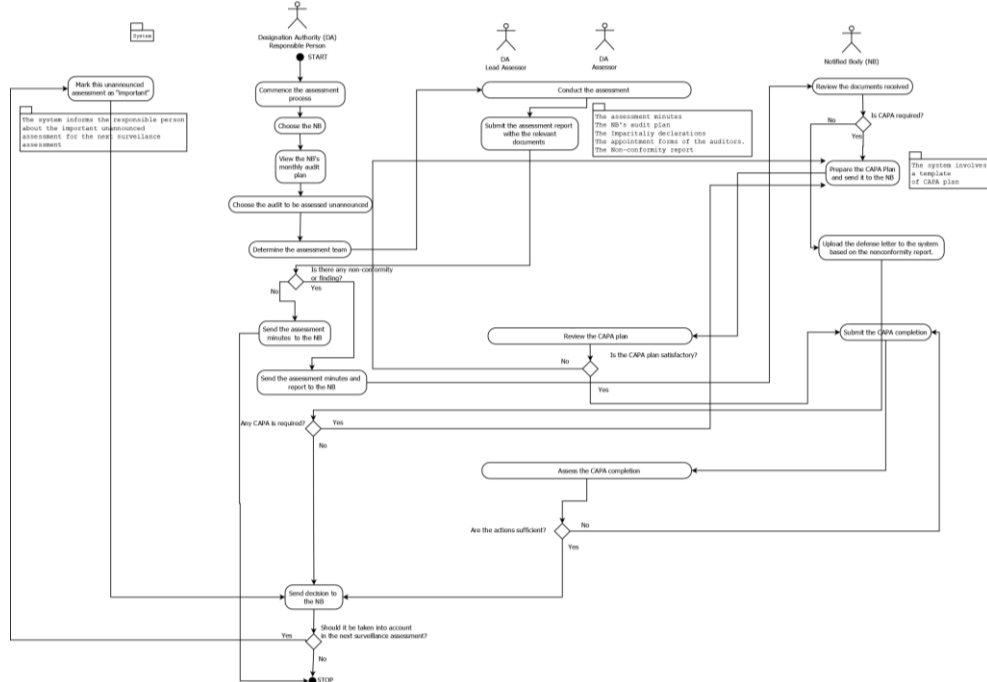 System
Designation Authority (DA)
Responsible Person
START
DA
Lead Assessor
DA
Assessor
Notified Body (NB)
Mark this unannounced
assessment as "important"
The system informs the responsible person
about the important unannounced
assessment for the next surveillance
assessment
Commence the assessment
process
Choose the NB
View the NB's
monthly audit
plan
Choose the audit to be assessed unannounced
Determine the assessment team
Conduct the assessment
Submit the assessment report
withe the relevant
documents
The assessment minutes
The NB's audit plan
The Imparitaliy declarations
The appointment forms of the auditors.
The Non-conformity report
Review the documents received
Is CAPA required?
No
Yes
Prepare the CAPA Plan
and send it to the NB
The system involves
a template
of CAPA plan
Upload the defense letter to the system
based on the nonconformity report.
Is there any non-conformity
or finding?
No
Yes
Send the assessment
minutes to the NB
Send the assessment minutes and
report to the NB
Review the CAPA plan
Is the CAPA plan satisfactory?
No
Yes
Submit the CAPA completion
Any CAPA is required?
Yes
No
Assess the CAPA completion
Are the actions sufficient?
No
Yes
Send decision to
the NB
Should it be taken into account
in the next surveillance assessment?
Yes
No
STOP